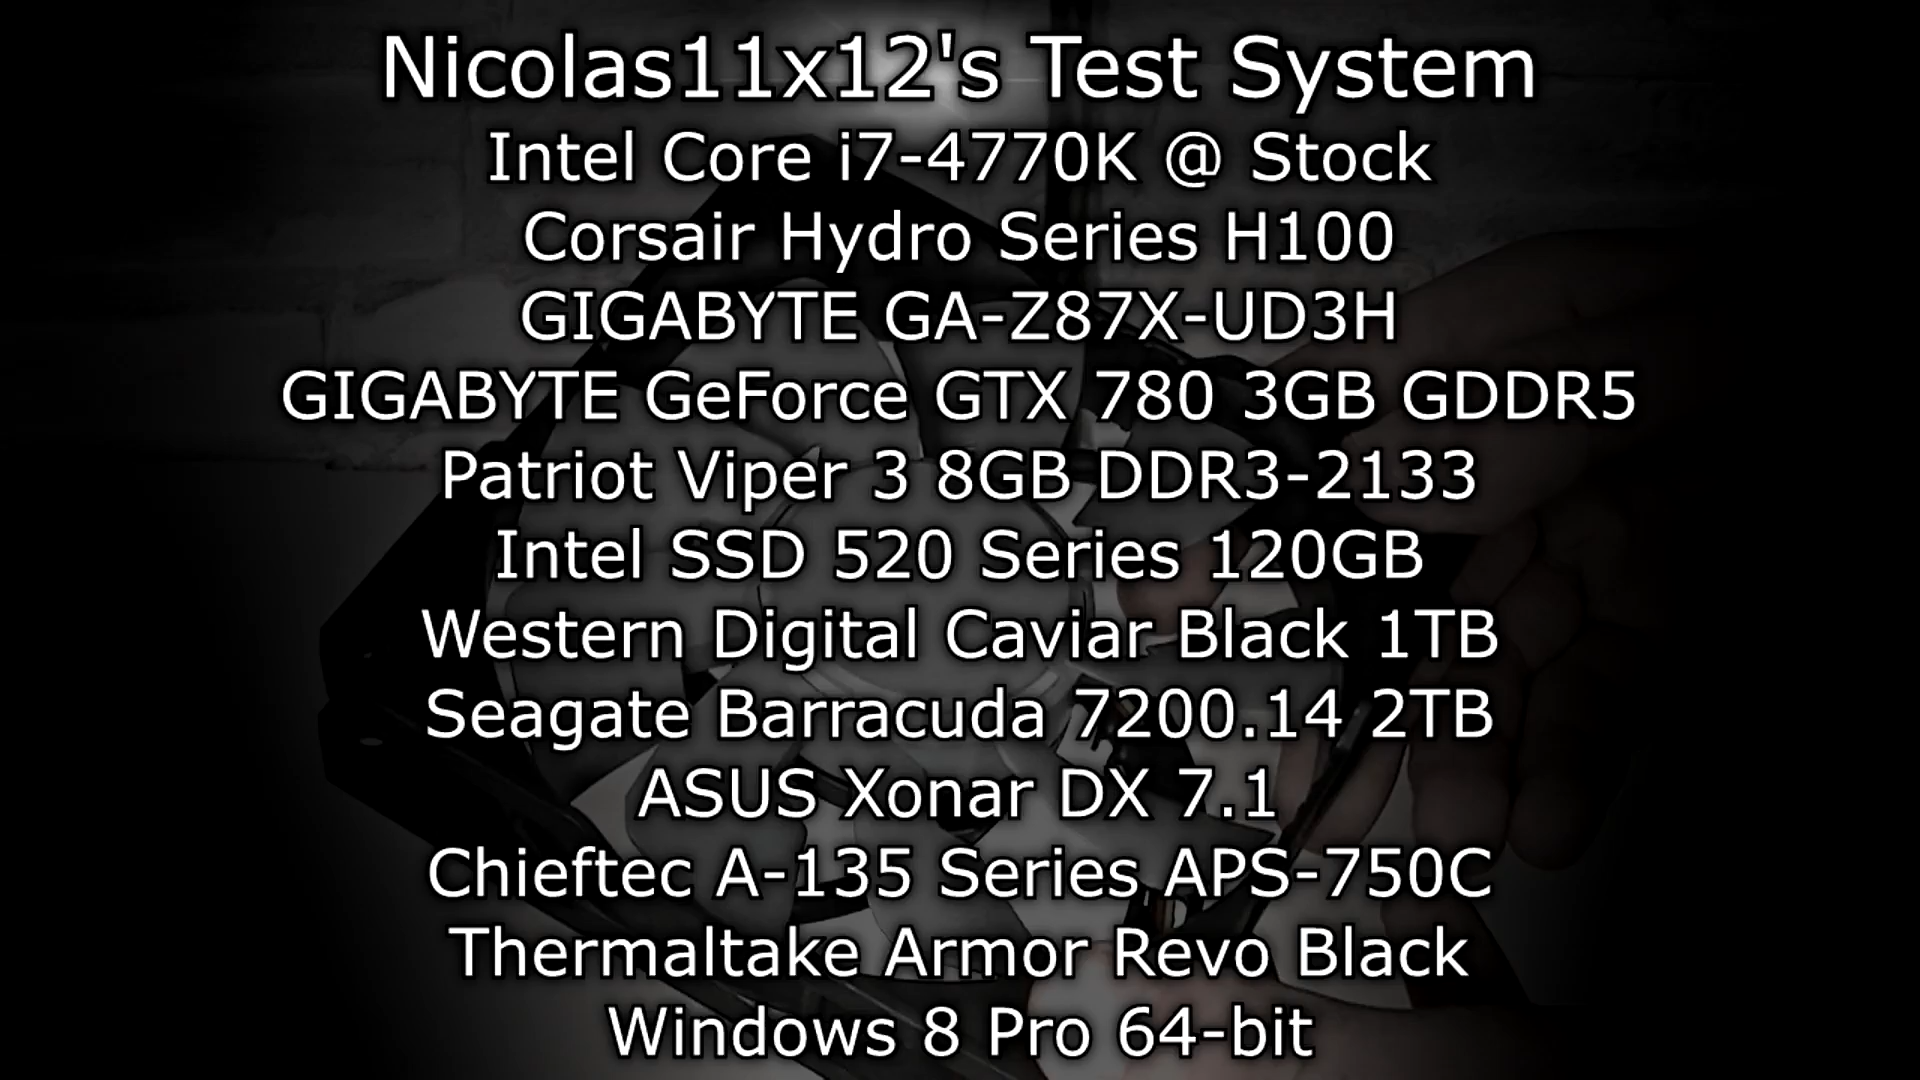 Nicolas11x12's Test System
Intel Core i7-4770K @ Stock
Corsair Hydro Series H100
GIGABYTE GA-Z87X-UD3H
GIGABYTE GeForce GTX 780 3GB GDDR5
Patriot Viper 3 8GB DDR3-2133
Intel SSD 520 Series 120GB
Western Digital Caviar Black 1TB
Seagate Barracuda 7200.14 2TB
ASUS Xonar DX 7.1
Chieftec A-135 Series APS-750C
Thermaltake Armor Revo Black
Windows 8 Pro 64-bit